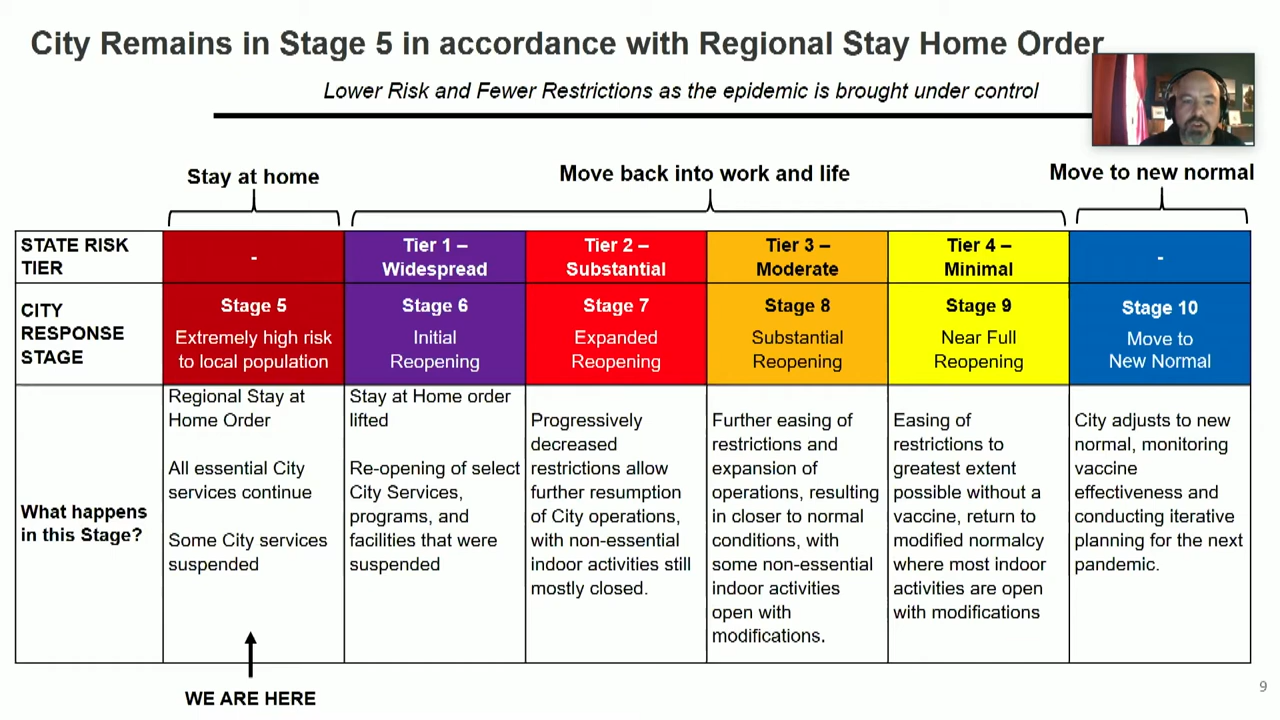 City Remains in Stage 5 in accordance with Regional Stay Home Order
Lower Risk and Fewer Restrictions as the epidemic is brought under control
Stay at home
Move back into work and life
Move to new normal
STATE RISK
TIER
-
Tier 1 –
Widespread
Tier 2 –
Substantial
Tier 3 –
Moderate
Tier 4 –
Minimal
-
CITY
RESPONSE
STAGE
Stage 5
Extremely high risk
to local population
Stage 6
Initial
Reopening
Stage 7
Expanded
Reopening
Stage 8
Substantial
Reopening
Stage 9
Near Full
Reopening
Stage 10
Move to
New Normal
What happens
in this Stage?
Regional Stay at
Home Order
All essential City
services continue
Some City services
suspended
Stay at Home order
lifted
Re-opening of select
City Services,
programs, and
facilities that were
suspended
Progressively
decreased
restrictions allow
further resumption
of City operations,
with non-essential
indoor activities still
mostly closed.
Further easing of
restrictions and
expansion of
operations, resulting
in closer to normal
conditions, with
some non-essential
indoor activities
open with
modifications.
Easing of
restrictions to
greatest extent
possible without a
vaccine, return to
modified normalcy
where most indoor
activities are open
with modifications
City adjusts to new
normal, monitoring
vaccine
effectiveness and
conducting iterative
planning for the next
pandemic.
WE ARE HERE
9